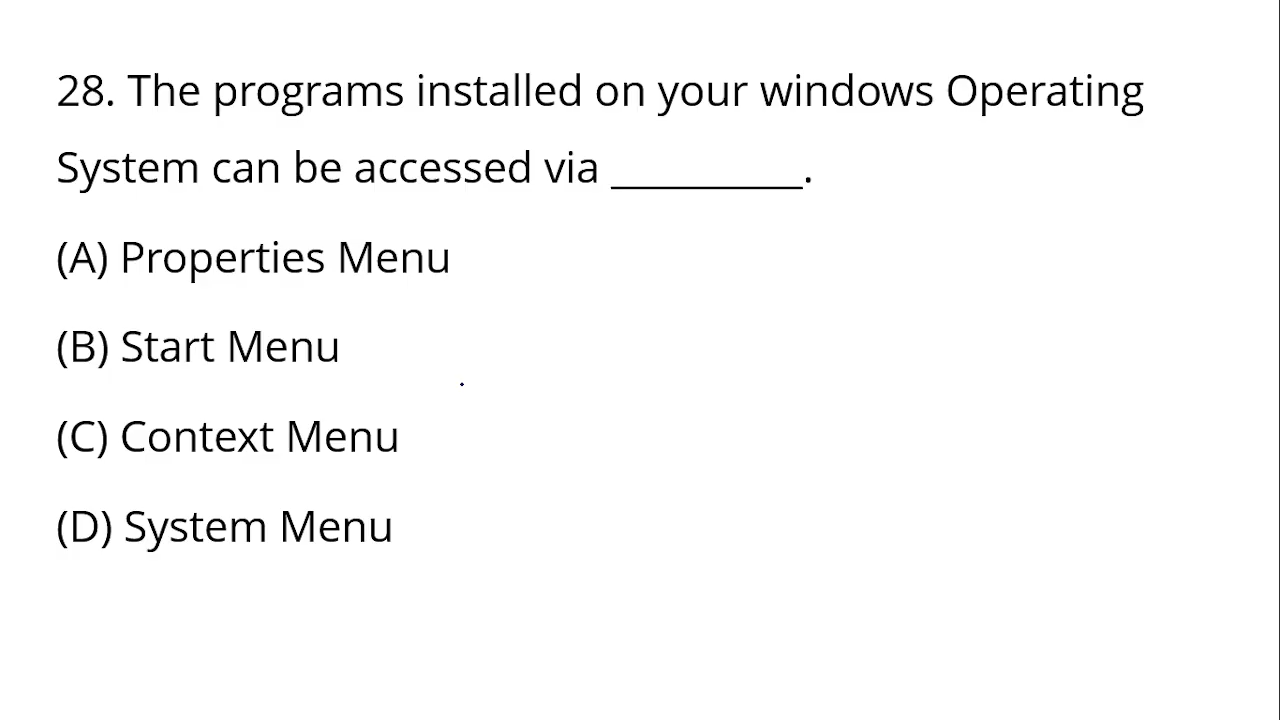 28. The programs installed on your windows Operating
System can be accessed via _________.
(A) Properties Menu
(B) Start Menu
(C) Context Menu
(D) System Menu